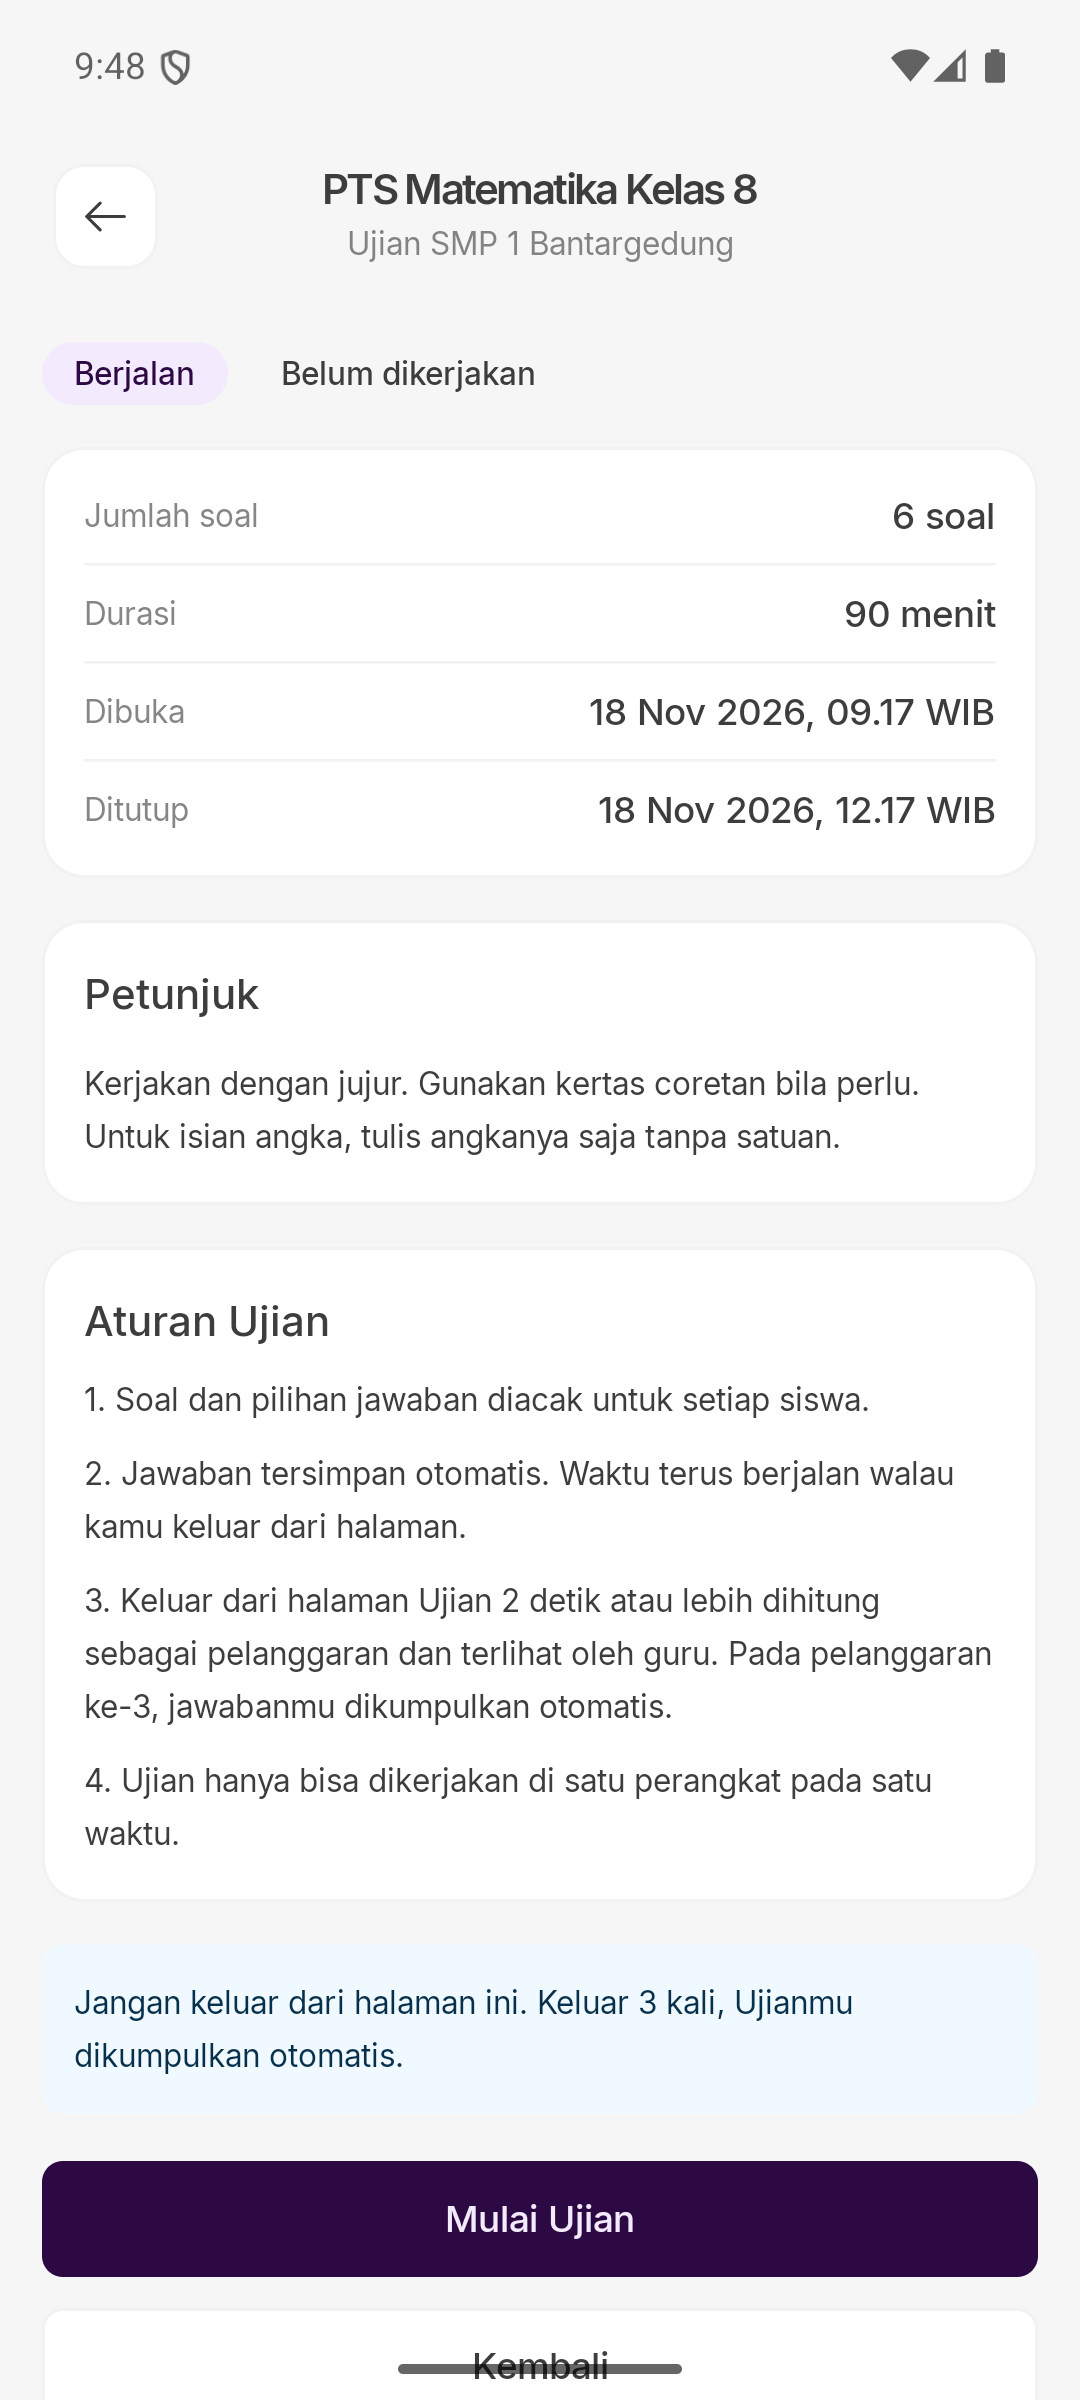 9:48
PTS Matematika Kelas 8
Ujian SMP 1 Bantargedung
Berjalan
Belum dikerjakan
Jumlah soal
6 soal
Durasi
90 menit
Dibuka
18 Nov 2026, 09.17 WIB
Ditutup
18 Nov 2026, 12.17 WIB
Petunjuk
Kerjakan dengan jujur. Gunakan kertas coretan bila perlu.
Untuk isian angka, tulis angkanya saja tanpa satuan.
Aturan Ujian
1. Soal dan pilihan jawaban diacak untuk setiap siswa.
2. Jawaban tersimpan otomatis. Waktu terus berjalan walau
kamu keluar dari halaman.
3. Keluar dari halaman Ujian 2 detik atau lebih dihitung
sebagai pelanggaran dan terlihat oleh guru. Pada pelanggaran
ke-3, jawabanmu dikumpulkan otomatis.
4. Ujian hanya bisa dikerjakan di satu perangkat pada satu
waktu.
Jangan keluar dari halaman ini. Keluar 3 kali, Ujianmu
dikumpulkan otomatis.
Mulai Ujian
Kembali